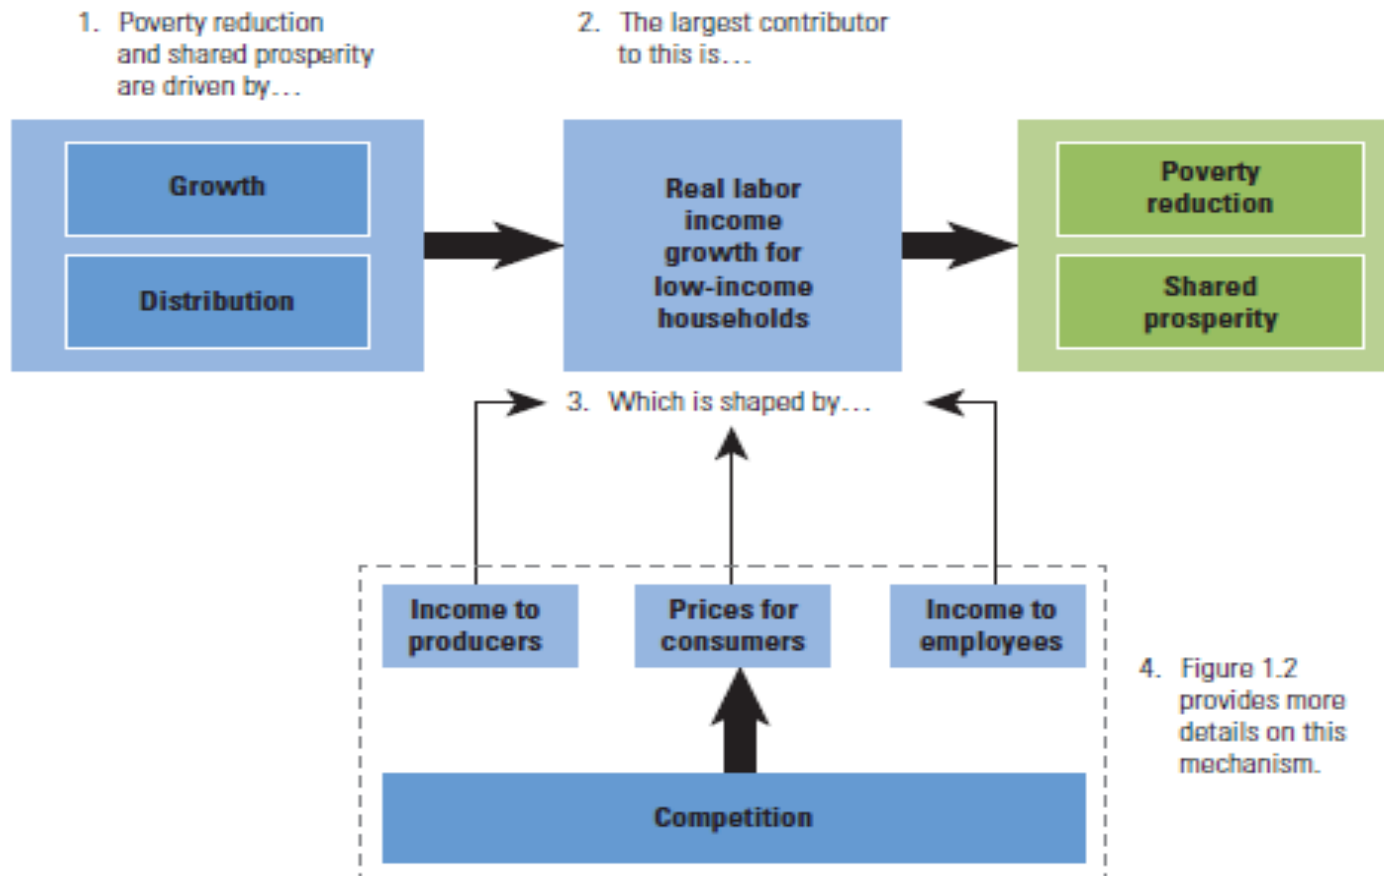 1. Poverty reduction
and shared prosperity
are driven by...
2. The largest contributor
to this is...
Growth
Distribution
Real labor
income
growth for
low-income
households
Poverty
reduction
Shared
prosperity
3. Which is shaped by...
Income to
producers
Prices for
consumers
Income to
employees
4. Figure 1.2
provides more
details on this
mechanism.
Competition